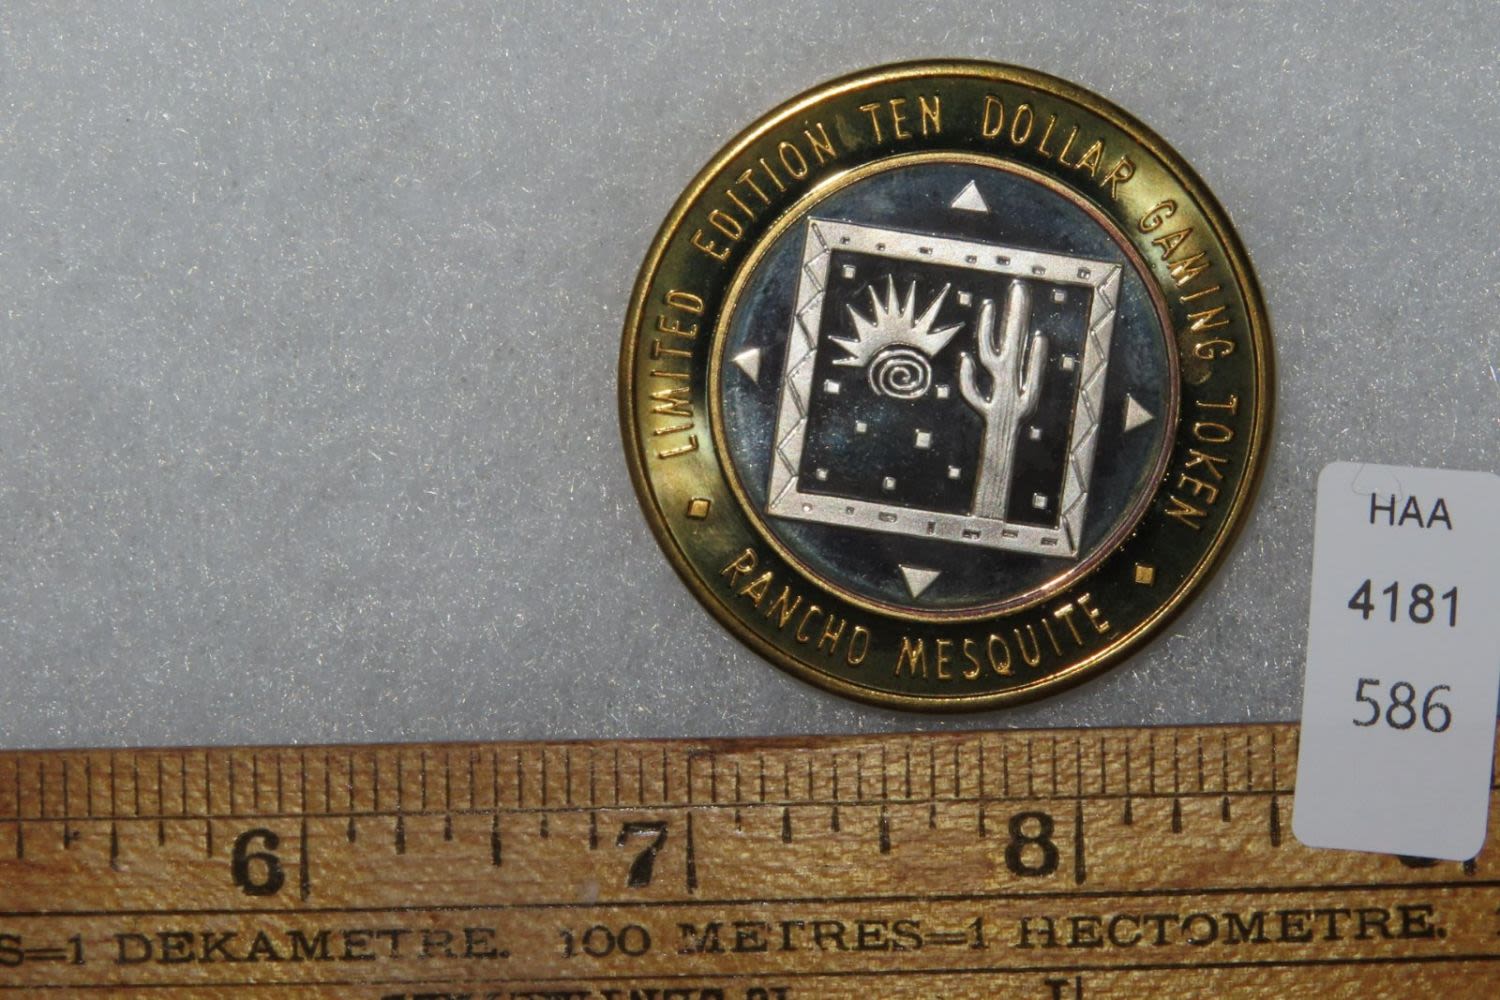 LIMITED EDITION TEN DOLLAR GAMING TOKEN
RANCHO MESQUITE
HAA
4181
586
6 7 8
S=1 DEKAMETRE. 100 METRES=1 HECTOMETRE.